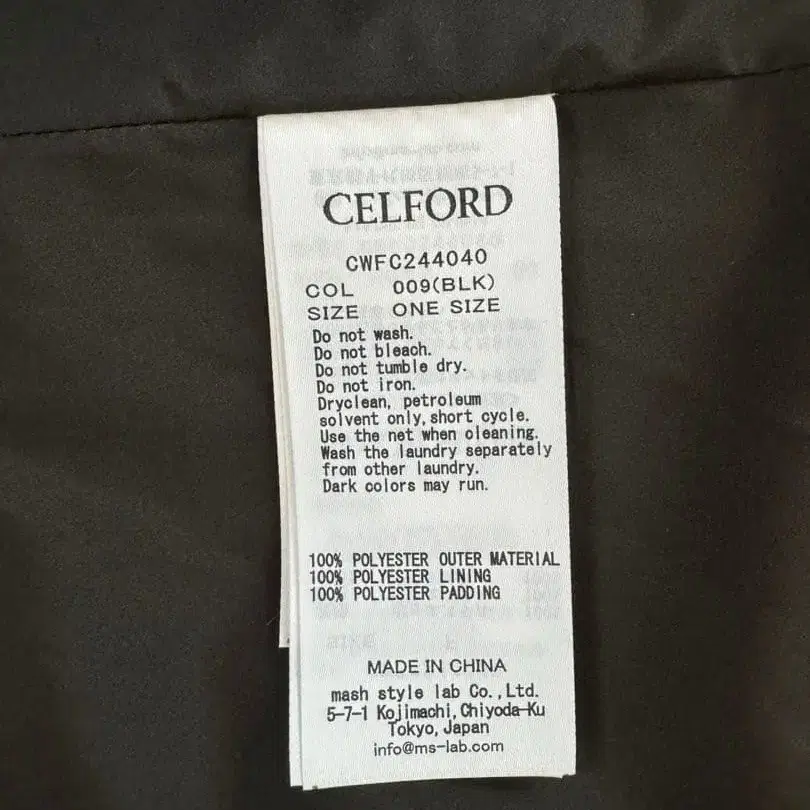 CELFORD
CWFC244040
COL 009(BLK)
SIZE ONE SIZE
Do not wash.
Do not bleach.
Do not tumble dry.
Do not iron.
Dryclean, petroleum
solvent only, short cycle.
Use the net when cleaning.
Wash the laundry separately
from other laundry.
Dark colors may run.
100% POLYESTER OUTER MATERIAL
100% POLYESTER LINING
100% POLYESTER PADDING
MADE IN CHINA
mash style lab Co.,Ltd.
5-7-1 Kojimachi,Chiyoda-Ku
Tokyo,Japan
info@ms-lab.com